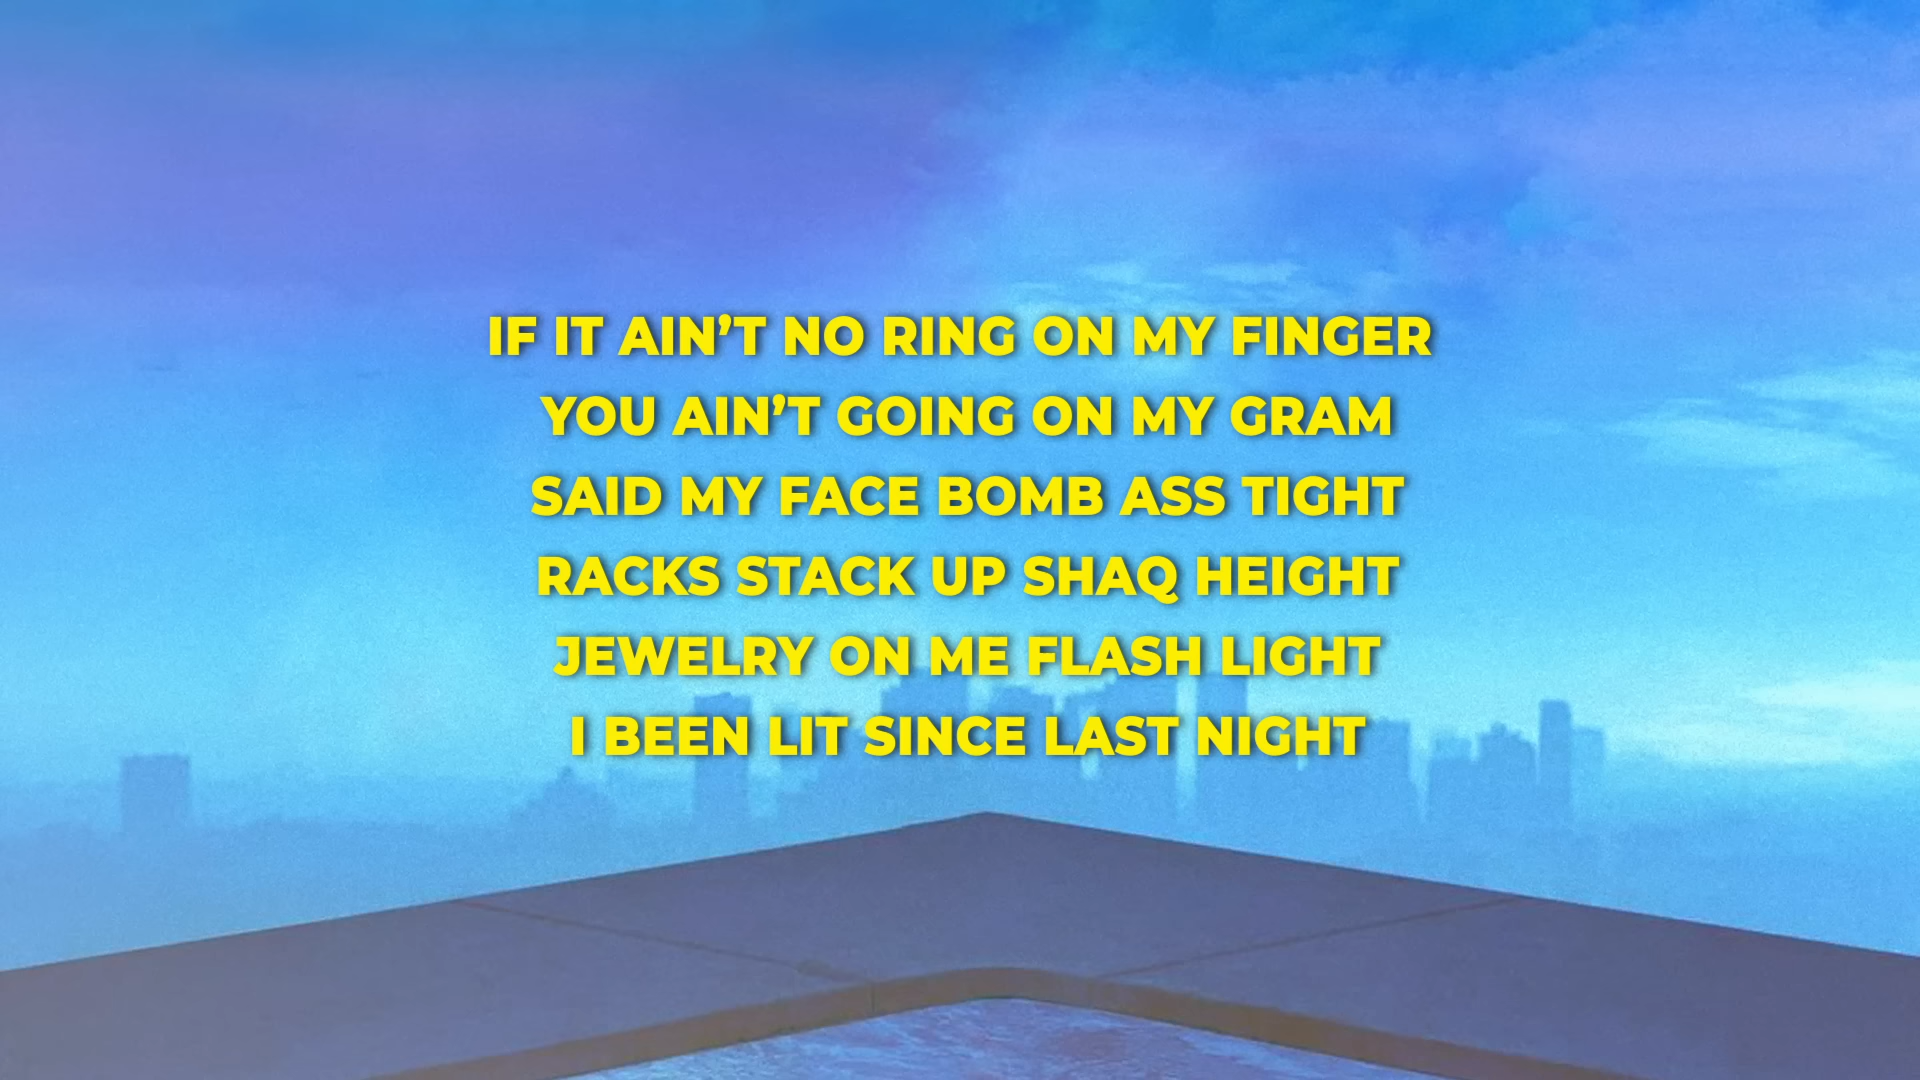 IF IT AIN’T NO RING ON MY FINGER
YOU AIN’T GOING ON MY GRAM
SAID MY FACE BOMB ASS TIGHT
RACKS STACK UP SHAQ HEIGHT
JEWELRY ON ME FLASH LIGHT
I BEEN LIT SINCE LAST NIGHT